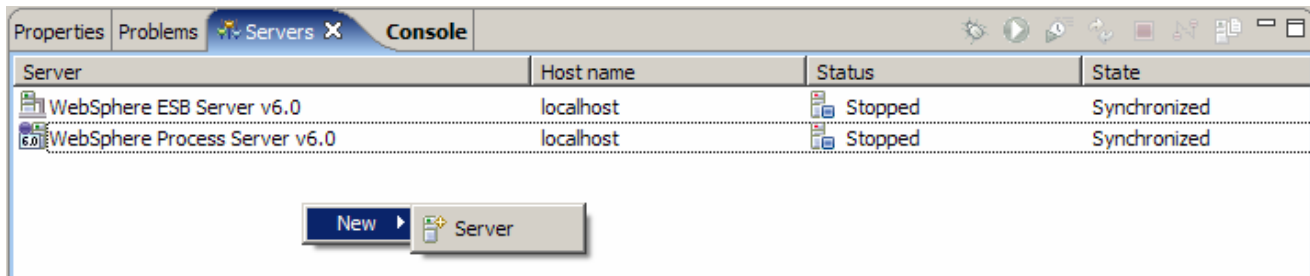 Properties Problems Servers Console
Server Host name Status State
WebSphere ESB Server v6.0 localhost Stopped Synchronized
6.0 WebSphere Process Server v6.0 localhost Stopped Synchronized
New Server